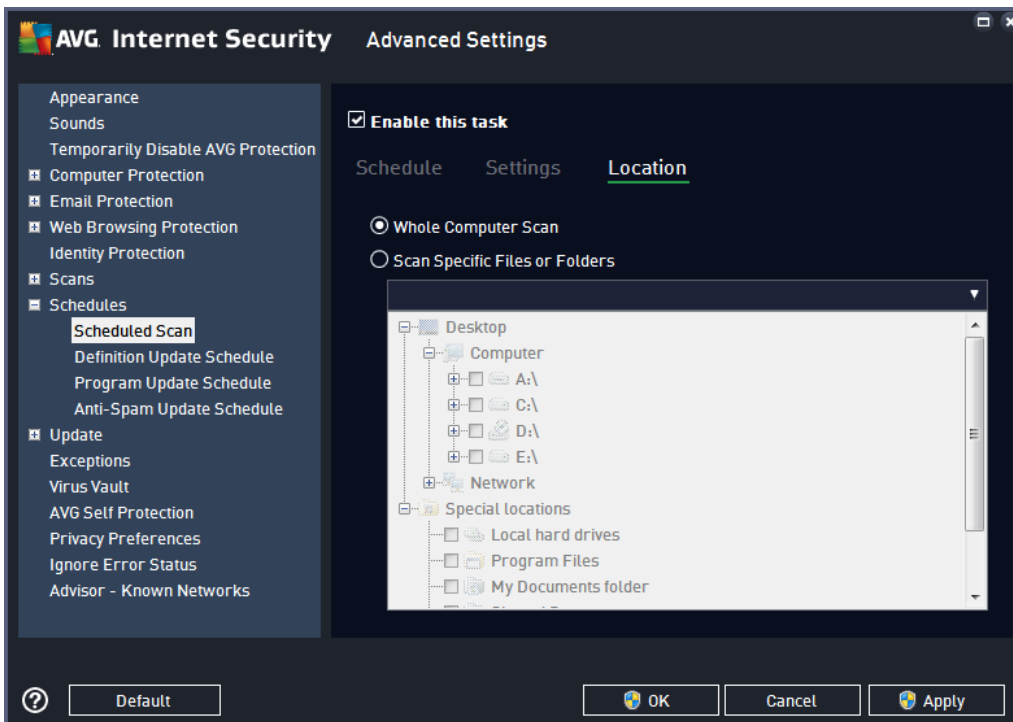 AVG Internet Security Advanced Settings
Appearance
Sounds
Temporarily Disable AVG Protection
Computer Protection
Email Protection
Web Browsing Protection
Identity Protection
Scans
Schedules
Scheduled Scan
Definition Update Schedule
Program Update Schedule
Anti-Spam Update Schedule
Update
Exceptions
Virus Vault
AVG Self Protection
Privacy Preferences
Ignore Error Status
Advisor - Known Networks
Enable this task
Schedule Settings Location
Whole Computer Scan
Scan Specific Files or Folders
Desktop
Computer
A:\
C:\
D:\
E:\
Network
Special locations
Local hard drives
Program Files
My Documents folder
? Default OK Cancel Apply